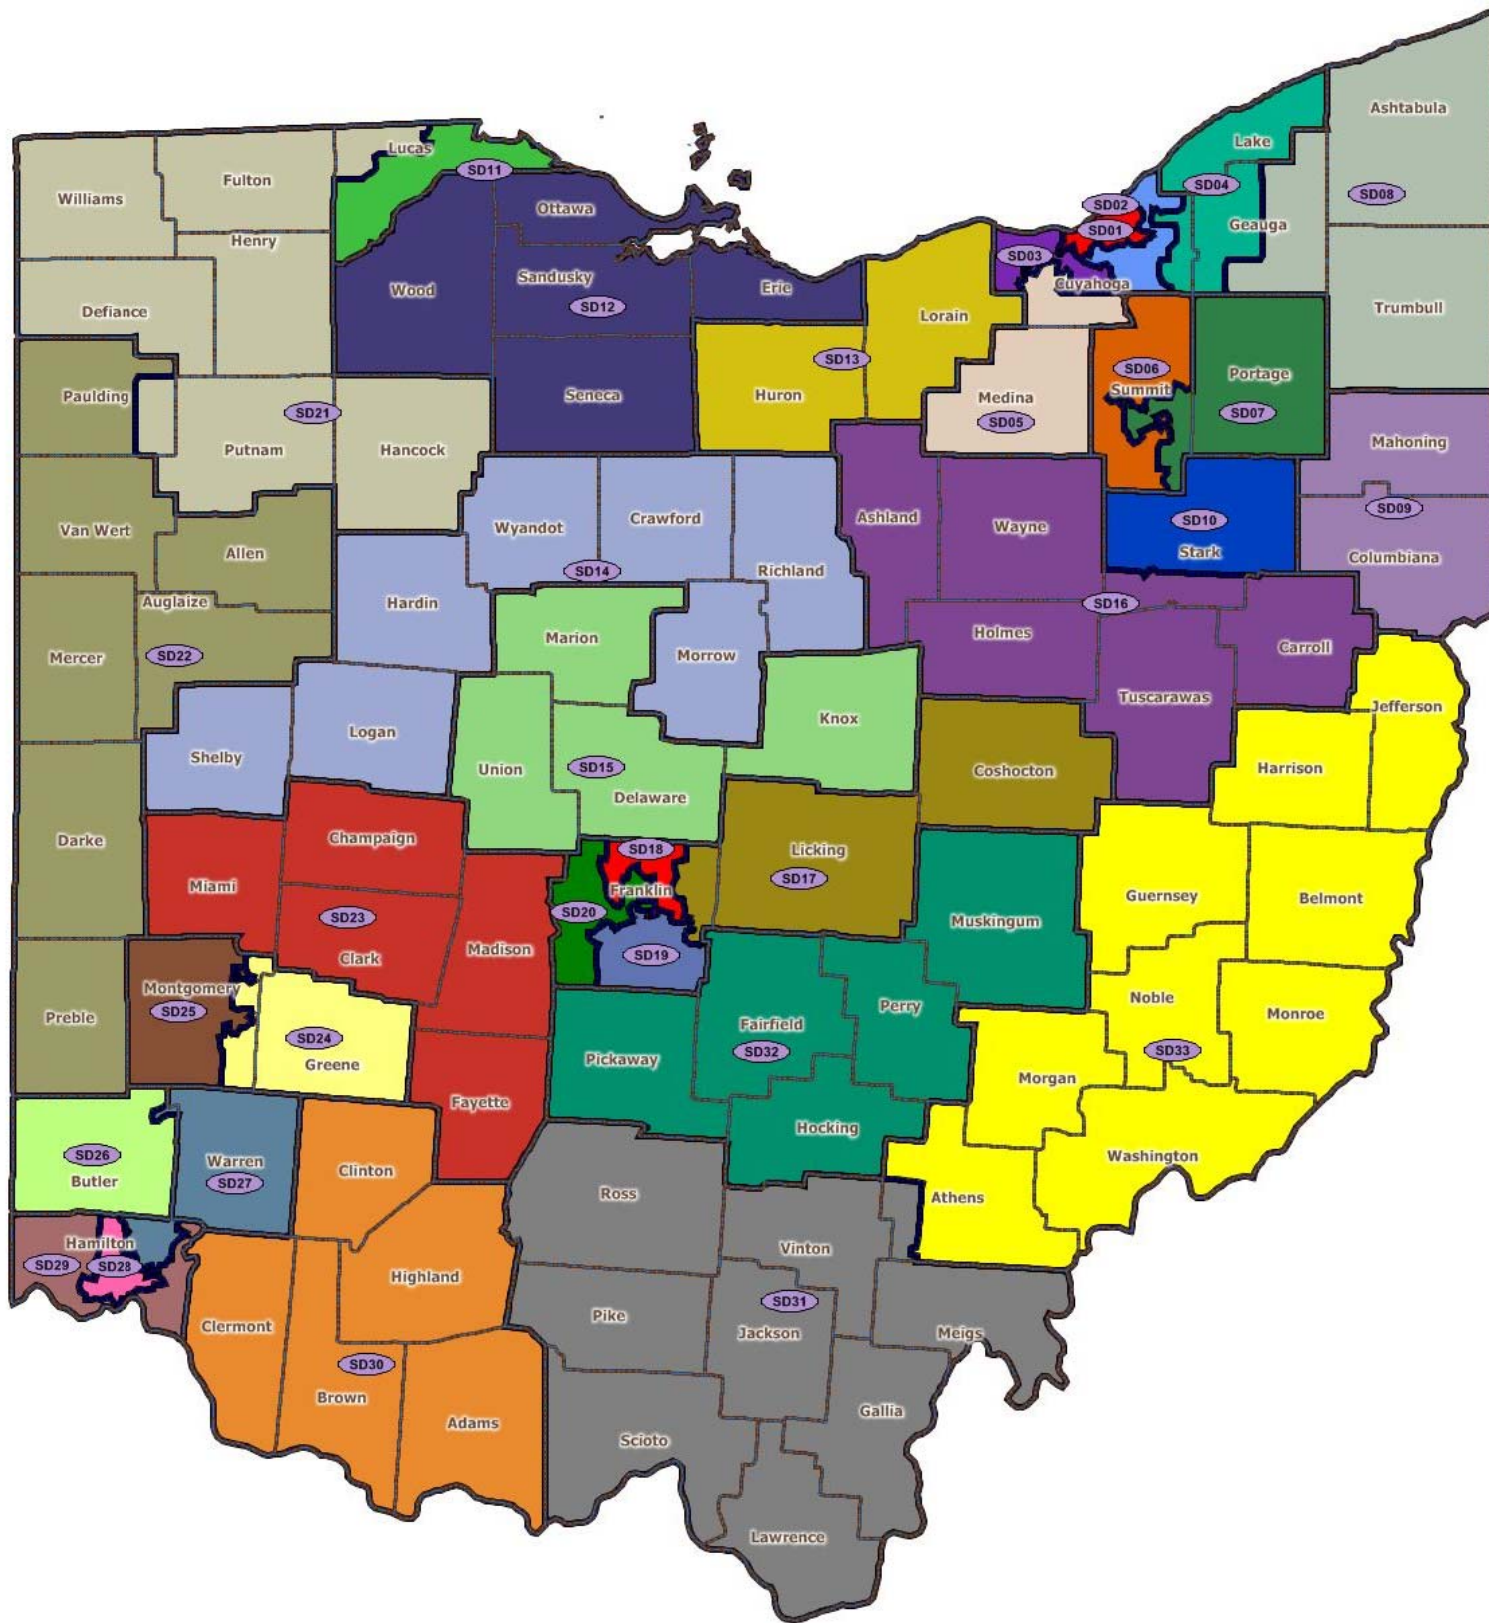 Ashtabula
Lake
Lucas
SD11
SD04
SD08
Fulton
Williams
SD02
Ottawa
Geauga
SD01
Henry
SD03
Sandusky
Cuyahoga
Wood
Erie
SD12
Defiance
Trumbull
Lorain
SD13
SD06
Portage
Summit
Paulding
Seneca
Huron
Medina
SD21
SD07
SD05
Mahoning
Putnam
Hancock
SD09
Ashland
Crawford
SD10
Wyandot
Wayne
Van Wert
Allen
Stark
Columbiana
SD14
Richland
Auglaize
Hardin
SD16
Holmes
Marion
Carroll
SD22
Morrow
Mercer
Tuscarawas
Jefferson
Knox
Logan
Shelby
SD15
Union
Coshocton
Harrison
Delaware
Champaign
Darke
SD18
Licking
SD17
Miami
Franklin
Guernsey
Belmont
SD20
SD23
Muskingum
Madison
SD19
Clark
Montgomery
Noble
Perry
SD25
Preble
Monroe
Fairfield
SD24
SD32
SD33
Pickaway
Greene
Morgan
Fayette
Hocking
SD26
Warren
Washington
Clinton
Butler
SD27
Ross
Athens
Hamilton
Vinton
SD29
SD28
Highland
SD31
Pike
Clermont
Jackson
Meigs
SD30
Brown
Gallia
Adams
Scioto
Lawrence